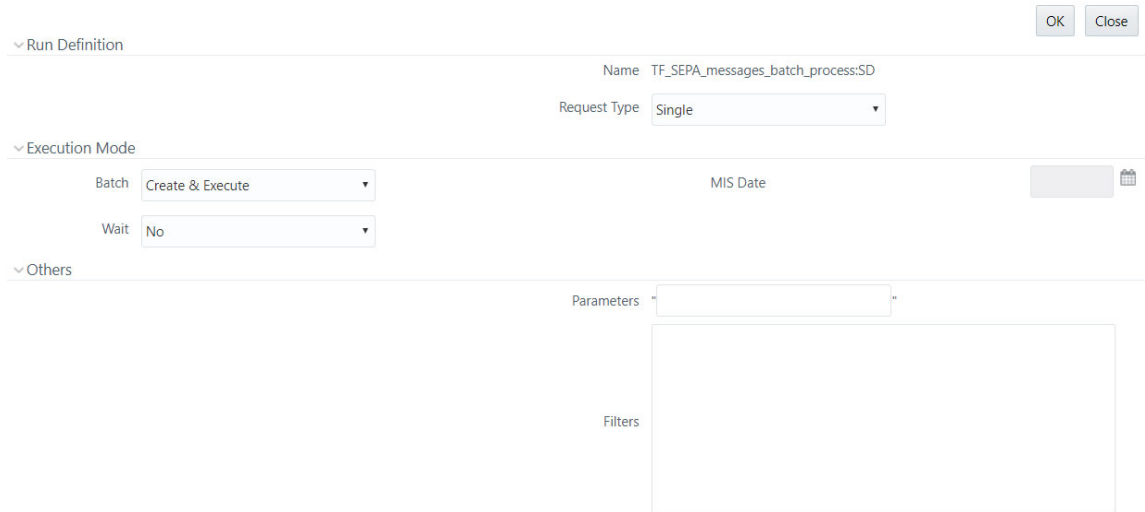 OK Close
Run Definition
Name TF_SEPA_messages_batch_process:SD
Request Type Single
Execution Mode
Batch Create & Execute MIS Date
Wait No
Others
Parameters " "
Filters